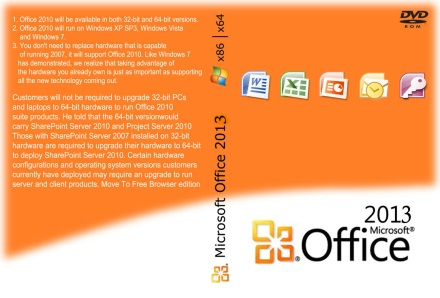 1. Office 2010 will be available in both 32-bit and 64-bit versions.
2. Office 2010 will run on Windows XP SP3, Windows Vista
and Windows 7.
3. You don't need to replace hardware that is capable
of running 2007, it will support Office 2010. Like Windows 7
has demonstrated, we realize that taking advantage of
the hardware you already own is just as important as supporting
all the new technology coming out.
Customers will not be required to upgrade 32-bit PCs
and laptops to 64-bit hardware to run Office 2010
suite products. He told that the 64-bit versionwould
carry SharePoint Server 2010 and Project Server 2010
Those with SharePoint Server 2007 installed on 32-bit
hardware are required to upgrade their hardware to 64-bit
to deploy SharePoint Server 2010. Certain hardware
configurations and operating system versions customers
currently have deployed may require an upgrade to run
server and client products. Move To Free Browser edition
Microsoft Office 2013
x86 | x64
DVD
ROM
2013
Microsoft®
Office